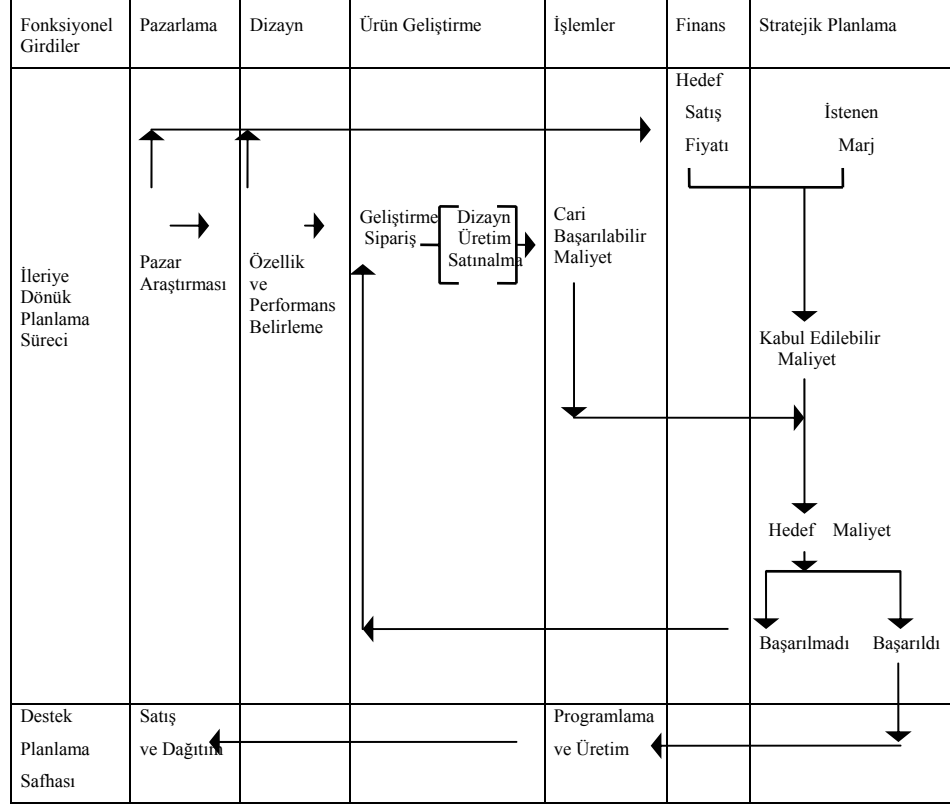 Fonksiyonel
Girdiler
Pazarlama
Dizayn
Ürün Geliştirme
İşlemler
Finans
Stratejik Planlama
İleriye
Dönük
Planlama
Süreci
Pazar
Araştırması
Özellik
ve
Performans
Belirleme
Geliştirme
Sipariş
Dizayn
Üretim
Satınalma
Cari
Başarılabilir
Maliyet
Hedef
Satış
Fiyatı
İstenen
Marj
Kabul Edilebilir
Maliyet
Hedef Maliyet
Başarılmadı
Başarıldı
Destek
Planlama
Safhası
Satış
ve Dağıtım
Programlama
ve Üretim